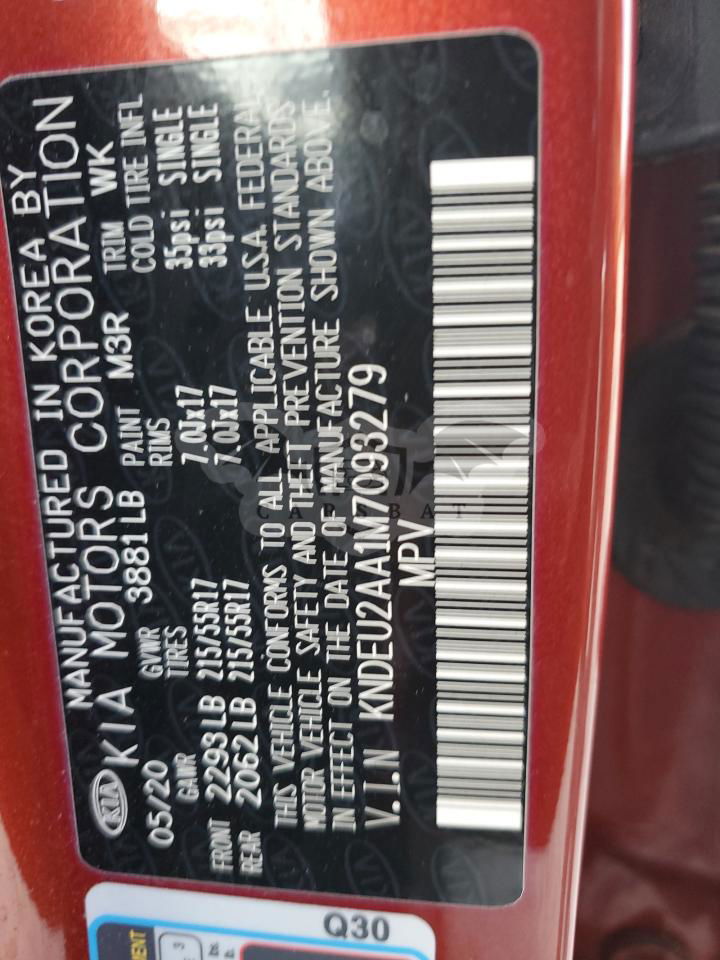 MANUFACTURED IN KOREA BY
KIA KIA MOTORS CORPORATION
05/20 GVWR 3881LB PAINT M3R TRIM WK
GAWR TIRES RIMS COLD TIRE INFL
FRONT 2293LB 215/55R17 7.0Jx17 35psi SINGLE
REAR 2062LB 215/55R17 7.0Jx17 33psi SINGLE
THIS VEHICLE CONFORMS TO ALL APPLICABLE U.S.A. FEDERAL
MOTOR VEHICLE SAFETY AND THEFT PREVENTION STANDARDS
IN EFFECT ON THE DATE OF MANUFACTURE SHOWN ABOVE.
V.I.N KNDEU2AA1M7093279
MPV
CARSBAT
Q30
3